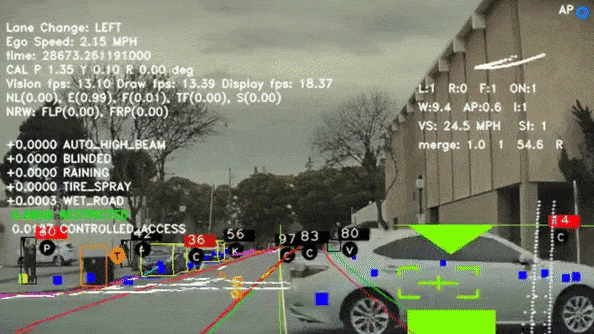 AP
Lane Change: LEFT
Ego Speed: 2.15 MPH
time: 28673.261191000
CAL P 1.35 Y 0.10 R 0.00 deg
Vision fps: 13.10 Draw fps: 13.39 Display fps: 18.37
NL(0.00), E(0.99), F(0.01), TF(0.00), S(0.00)
NRW: FLP(0.00), FRP(0.00)
L:1 R:0 F:1 ON:1
W:9.4 AP:0.6 I:1
VS: 24.5 MPH St: 1
merge: 1.0 1 54.6 R
+0.0000 AUTO_HIGH_BEAM
+0.0000 BLINDED
+0.0000 RAINING
+0.0000 TIRE_SPRAY
+0.0003 WET_ROAD
RESTRICTED
CONTROLLED_ACCESS
36
56
97
83
80
P
T
C
K
C
C
V
C